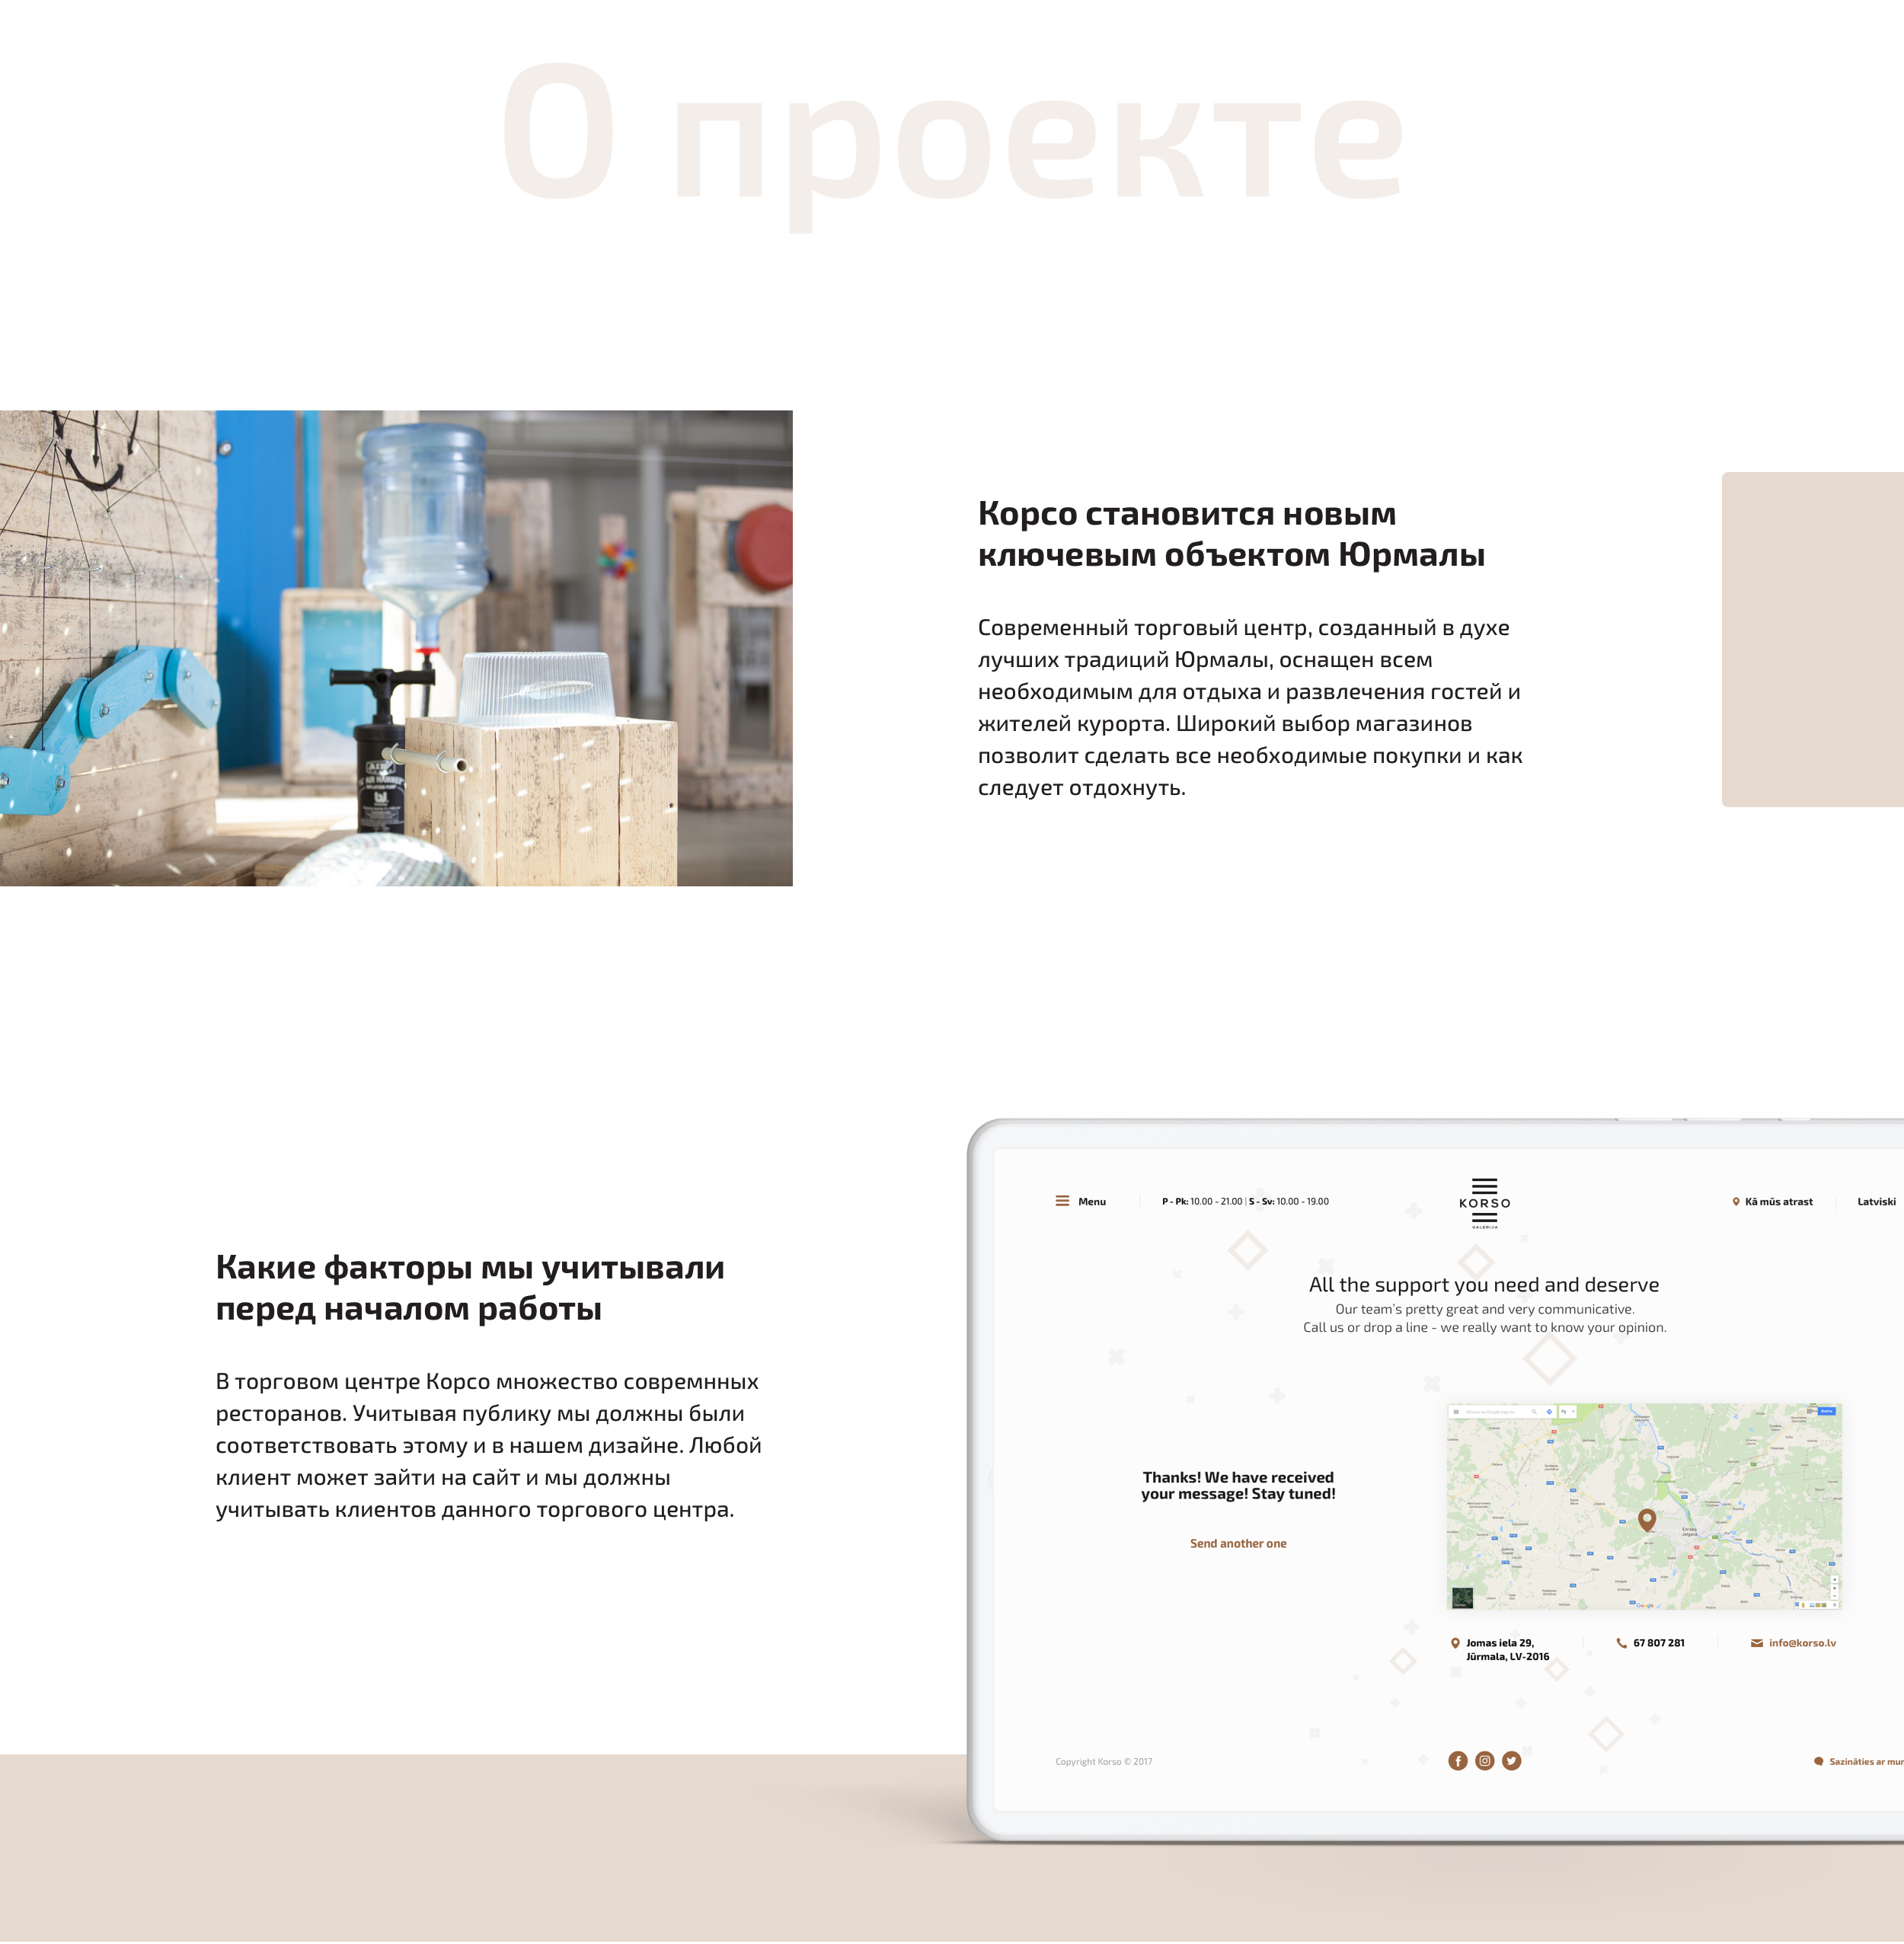 О проекте
Корсо становится новым
ключевым объектом Юрмалы
Современный торговый центр, созданный в духе
лучших традиций Юрмалы, оснащен всем
необходимым для отдыха и развлечения гостей и
жителей курорта. Широкий выбор магазинов
позволит сделать все необходимые покупки и как
следует отдохнуть.
Какие факторы мы учитывали
перед началом работы
В торговом центре Корсо множество совремнных
ресторанов. Учитывая публику мы должны были
соответствовать этому и в нашем дизайне. Любой
клиент может зайти на сайт и мы должны
учитывать клиентов данного торгового центра.
Menu
P - Pk: 10.00 - 21.00 | S - Sv: 10.00 - 19.00
KORSO
GALERIJA
Kā mūs atrast
Latviski
All the support you need and deserve
Our team's pretty great and very communicative.
Call us or drop a line - we really want to know your opinion.
Thanks! We have received
your message! Stay tuned!
Send another one
Google
Jomas iela 29,
Jūrmala, LV-2016
67 807 281
info@korso.lv
Copyright Korso © 2017
Sazināties ar